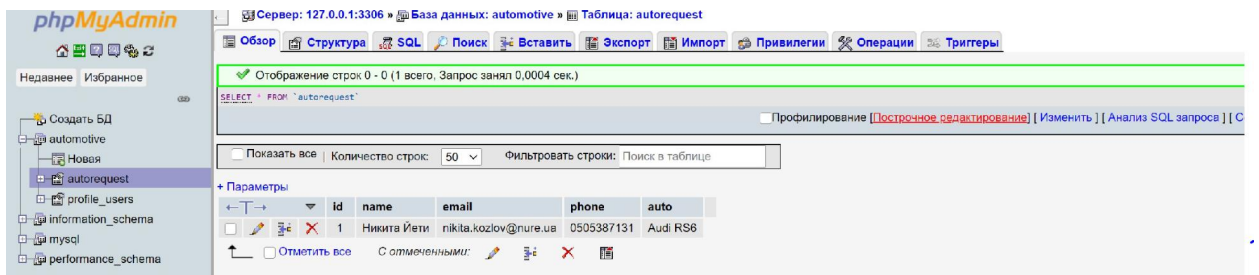 phpMyAdmin
Недавнее Избранное
Создать БД
automotive
Новая
autorequest
profile_users
information_schema
mysql
performance_schema
Сервер: 127.0.0.1:3306 » База данных: automotive » Таблица: autorequest
Обзор Структура SQL Поиск Вставить Экспорт Импорт Привилегии Операции Триггеры
Отображение строк 0 - 0 (1 всего, Запрос занял 0,0004 сек.)
SELECT * FROM `autorequest`
Профилирование [Построчное редактирование] [ Изменить ] [ Анализ SQL запроса ] [ С
Показать все | Количество строк: 50 Фильтровать строки: Поиск в таблице
+ Параметры
←T→ id name email phone auto
1 Никита Йети nikita.kozlov@nure.ua 0505387131 Audi RS6
Отметить все С отмеченными: